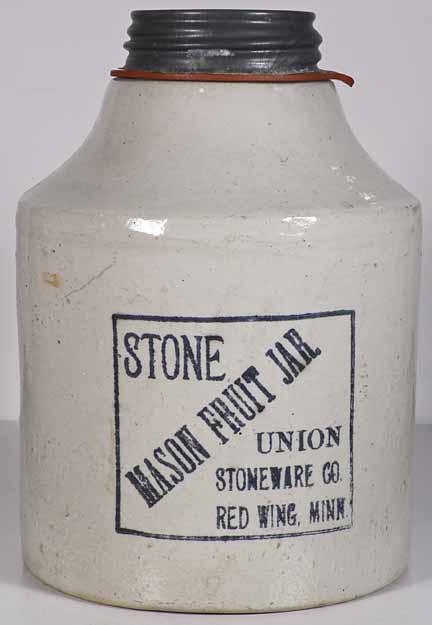 STONE
MASON FRUIT JAR
UNION
STONEWARE CO.
RED WING, MINN.